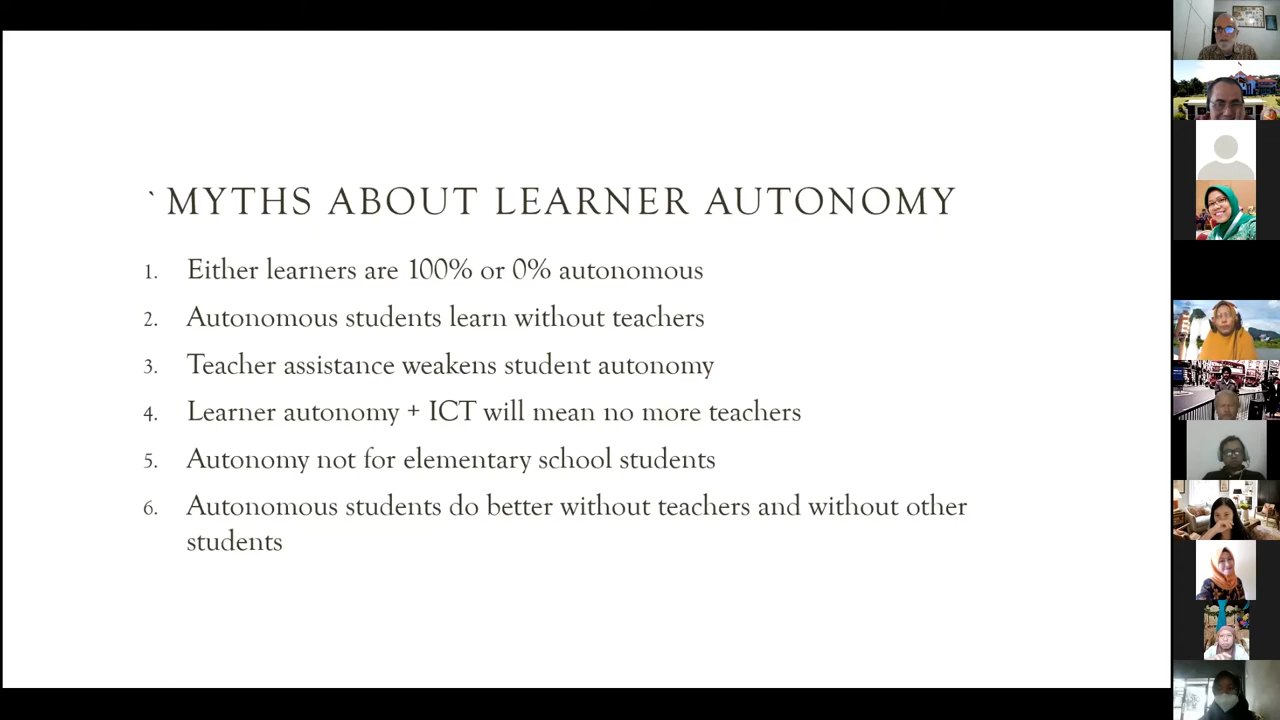 ` MYTHS ABOUT LEARNER AUTONOMY
1. Either learners are 100% or 0% autonomous
2. Autonomous students learn without teachers
3. Teacher assistance weakens student autonomy
4. Learner autonomy + ICT will mean no more teachers
5. Autonomy not for elementary school students
6. Autonomous students do better without teachers and without other
students